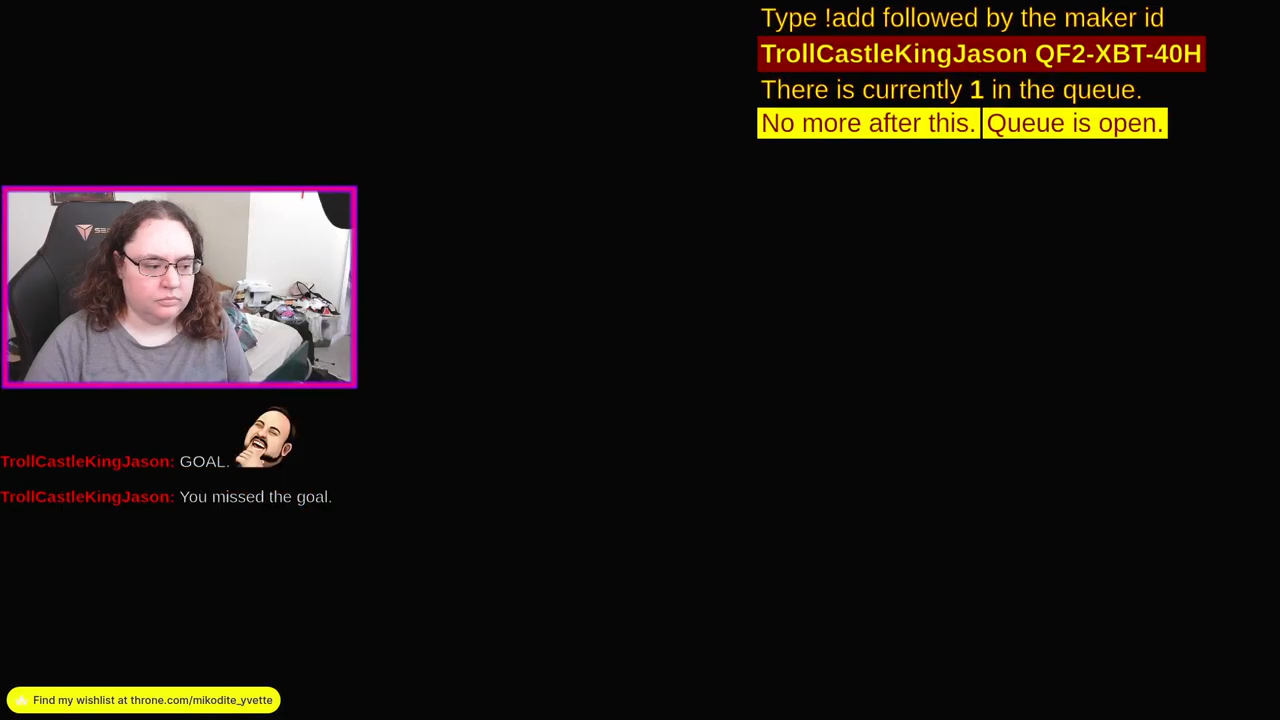 Type !add followed by the maker id
TrollCastleKingJason QF2-XBT-40H
There is currently 1 in the queue.
No more after this. Queue is open.
TrollCastleKingJason: GOAL.
TrollCastleKingJason: You missed the goal.
Find my wishlist at throne.com/mikodite_yvette